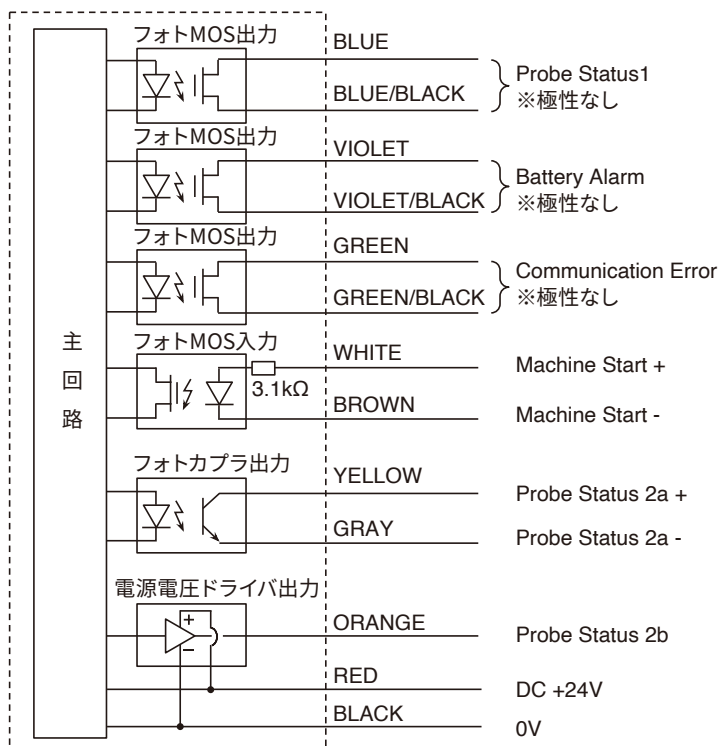 フォトMOS出力
BLUE
Probe Status1
※極性なし
BLUE/BLACK
フォトMOS出力
VIOLET
Battery Alarm
※極性なし
VIOLET/BLACK
フォトMOS出力
GREEN
Communication Error
※極性なし
GREEN/BLACK
主回路
フォトMOS入力
WHITE
Machine Start +
3.1kΩ
BROWN
Machine Start -
フォトカプラ出力
YELLOW
Probe Status 2a +
GRAY
Probe Status 2a -
電源電圧ドライバ出力
+
−
ORANGE
Probe Status 2b
RED
DC +24V
BLACK
0V